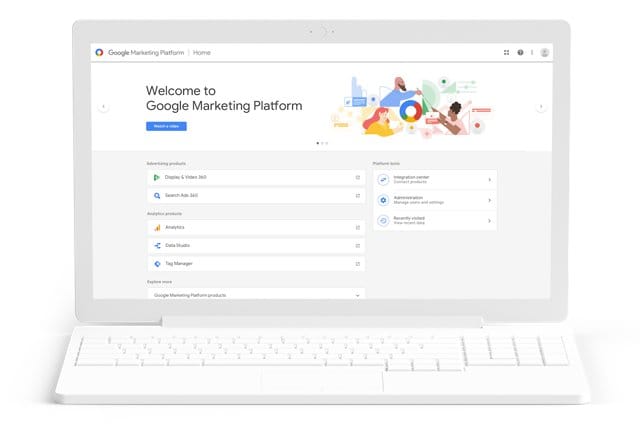 Google Marketing Platform | Home
Welcome to
Google Marketing Platform
Watch a video
Advertising products
Display & Video 360
Search Ads 360
Analytics products
Analytics
Data Studio
Tag Manager
Explore more
Google Marketing Platform products
Platform tools
Integration center
Connect products
Administration
Manage users and settings
Recently visited
View recent data